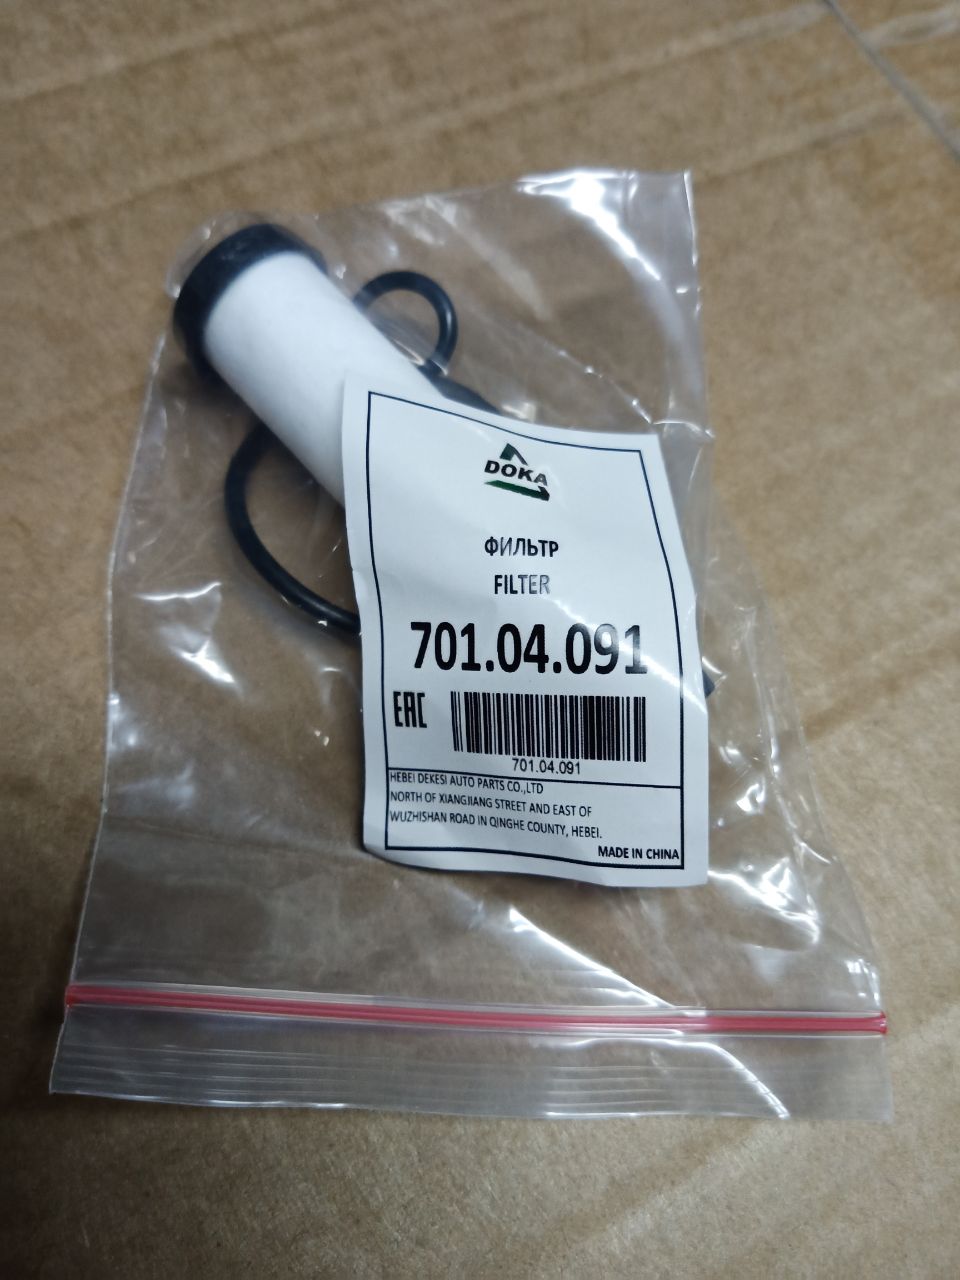 DOKA
ФИЛЬТР
FILTER
701.04.091
EAC
701.04.091
HEBEI DEKESI AUTO PARTS CO.,LTD
NORTH OF XIANGJIANG STREET AND EAST OF
WUZHISHAN ROAD IN QINGHE COUNTY, HEBEI.
MADE IN CHINA